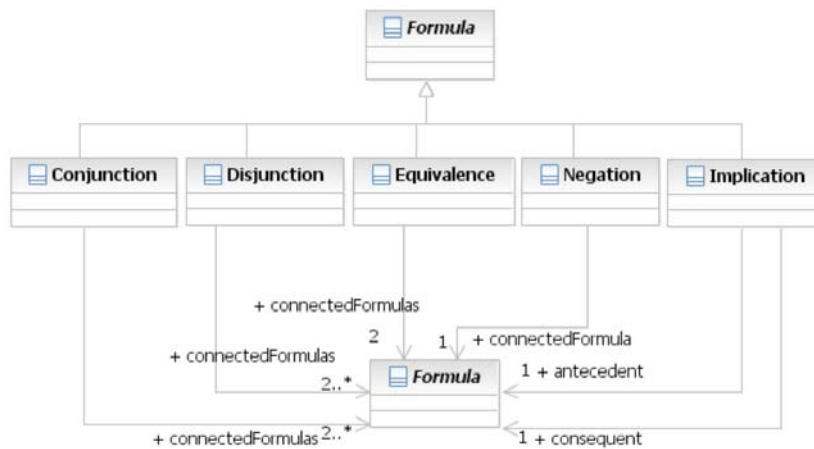 Formula
Conjunction
Disjunction
Equivalence
Negation
Implication
+ connectedFormulas
2
1
+ connectedFormula
+ connectedFormulas
1 + antecedent
2..*
Formula
+ connectedFormulas
2..*
1 + consequent